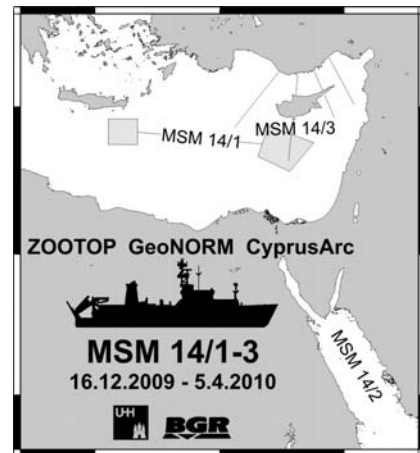 MSM 14/1
MSM 14/3
ZOOTOP GeoNORM CyprusArc
MSM 14/1-3
16.12.2009 - 5.4.2010
MSM 14/2
UHH
BGR